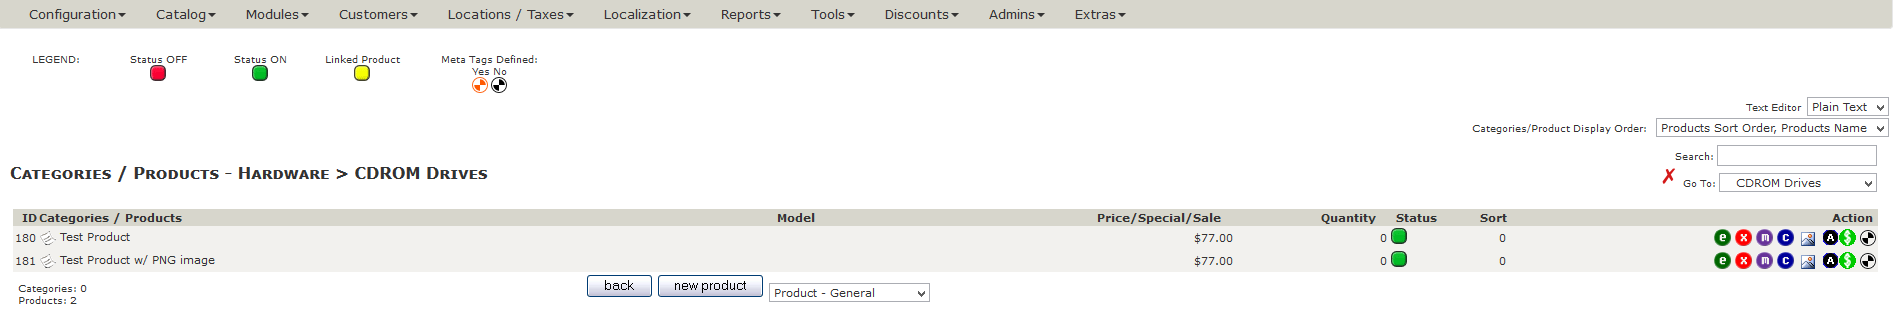 Configuration Catalog Modules Customers Locations / Taxes Localization Reports Tools Discounts Admins Extras
LEGEND: Status OFF Status ON Linked Product Meta Tags Defined:
Yes No
Text Editor Plain Text
Categories/Product Display Order: Products Sort Order, Products Name
Search:
Categories / Products - Hardware > CDROM Drives
Go To: CDROM Drives
ID Categories / Products Model Price/Special/Sale Quantity Status Sort Action
180 Test Product $77.00 0 0 e x m c A $
181 Test Product w/ PNG image $77.00 0 0 e x m c A $
back new product Product - General
Categories: 0
Products: 2